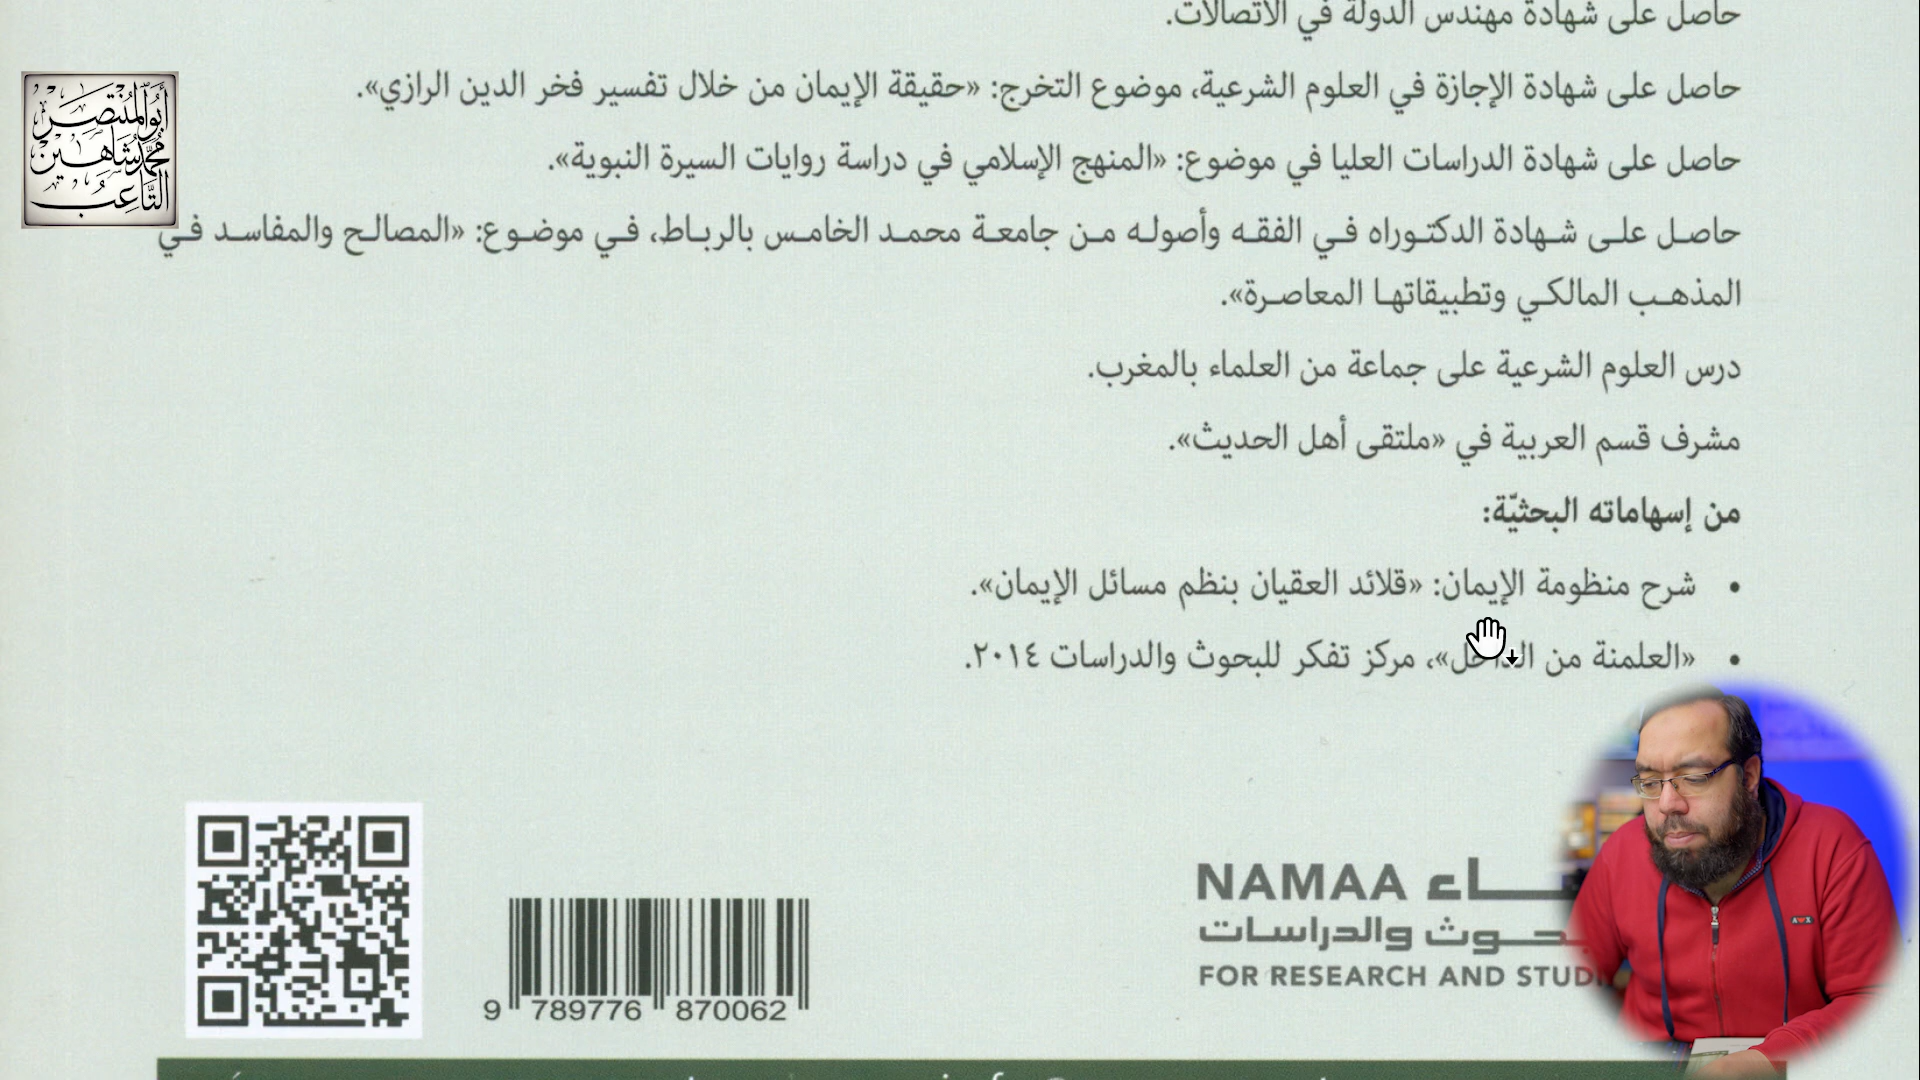 حاصل على شهادة مهندس الدولة في الاتصالات.
حاصل على شهادة الإجازة في العلوم الشرعية، موضوع التخرج: «حقيقة الإيمان من خلال تفسير فخر الدين الرازي».
حاصل على شهادة الدراسات العليا في موضوع: «المنهج الإسلامي في دراسة روايات السيرة النبوية».
حاصل على شهادة الدكتوراه في الفقه وأصوله من جامعة محمد الخامس بالرباط، في موضوع: «المصالح والمفاسد في
المذهب المالكي وتطبيقاتها المعاصرة».
درس العلوم الشرعية على جماعة من العلماء بالمغرب.
مشرف قسم العربية في «ملتقى أهل الحديث».
من إسهاماته البحثيّة:
• شرح منظومة الإيمان: «قلائد العقيان بنظم مسائل الإيمان».
• «العلمنة من الداخل»، مركز تفكر للبحوث والدراسات ٢٠١٤.
أبو المنتصر
محمد شاهين
التاعب
NAMAA
والدراسات
FOR RESEARCH AND
9 789776 870062